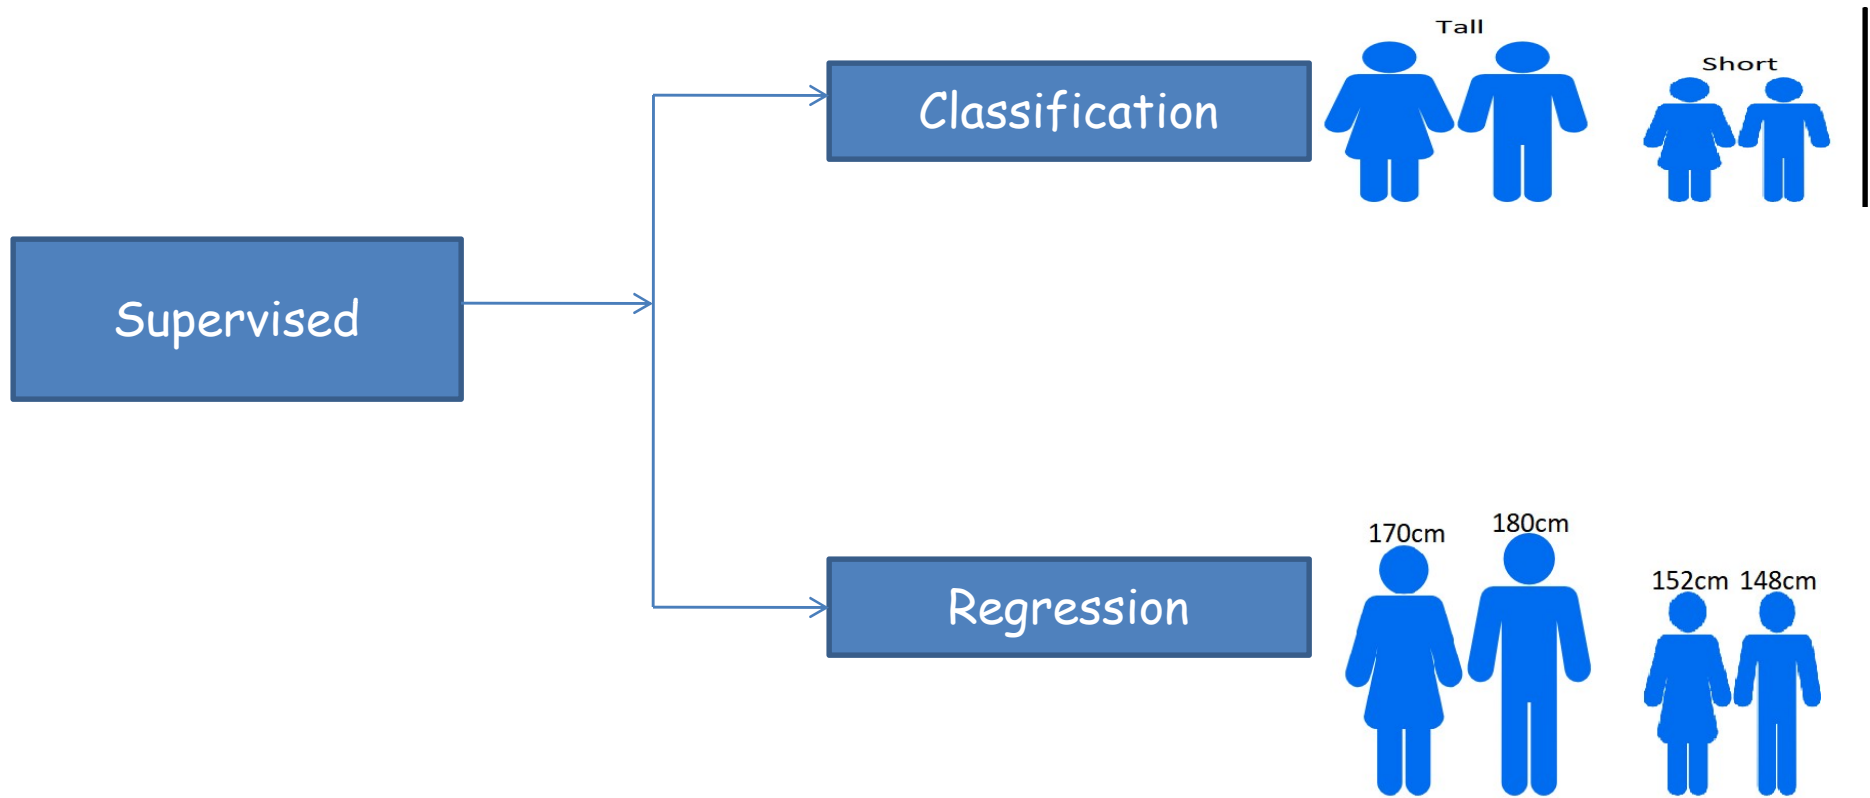 Tall
Short
Classification
Supervised
Regression
170cm
180cm
152cm
148cm